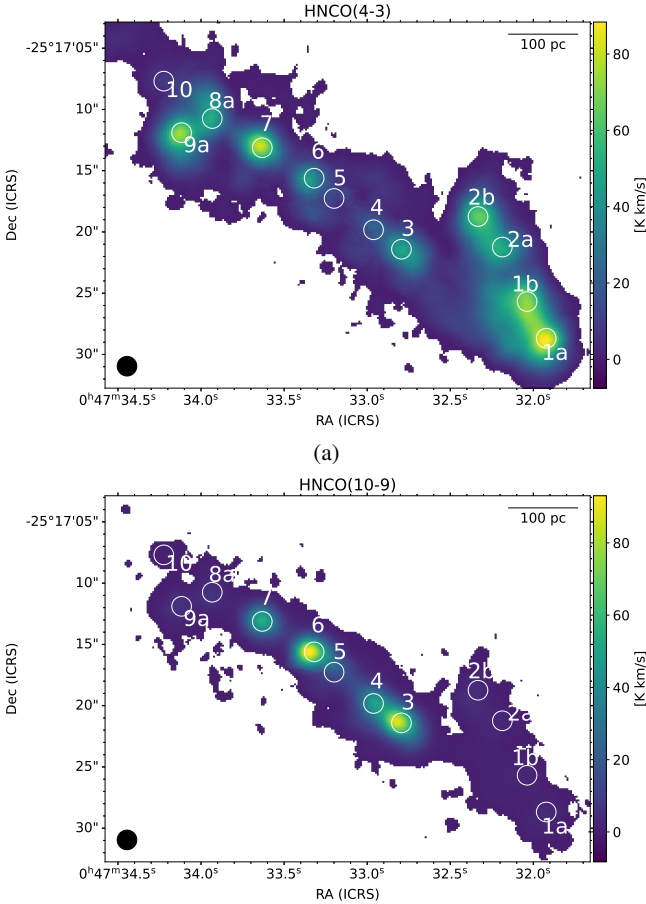 HNCO(4-3)
100 pc
-25°17'05"
10"
15"
20"
25"
30"
Dec (ICRS)
10
8a
9a
7
6
5
4
3
2b
2a
1b
1a
80
60
40
20
0
[K km/s]
0ʰ47ᵐ34.5ˢ
34.0ˢ
33.5ˢ
33.0ˢ
32.5ˢ
32.0ˢ
RA (ICRS)
(a)
HNCO(10-9)
100 pc
-25°17'05"
10"
15"
20"
25"
30"
Dec (ICRS)
10
8a
9a
7
6
5
4
3
2b
2a
1b
1a
80
60
40
20
0
[K km/s]
0ʰ47ᵐ34.5ˢ
34.0ˢ
33.5ˢ
33.0ˢ
32.5ˢ
32.0ˢ
RA (ICRS)